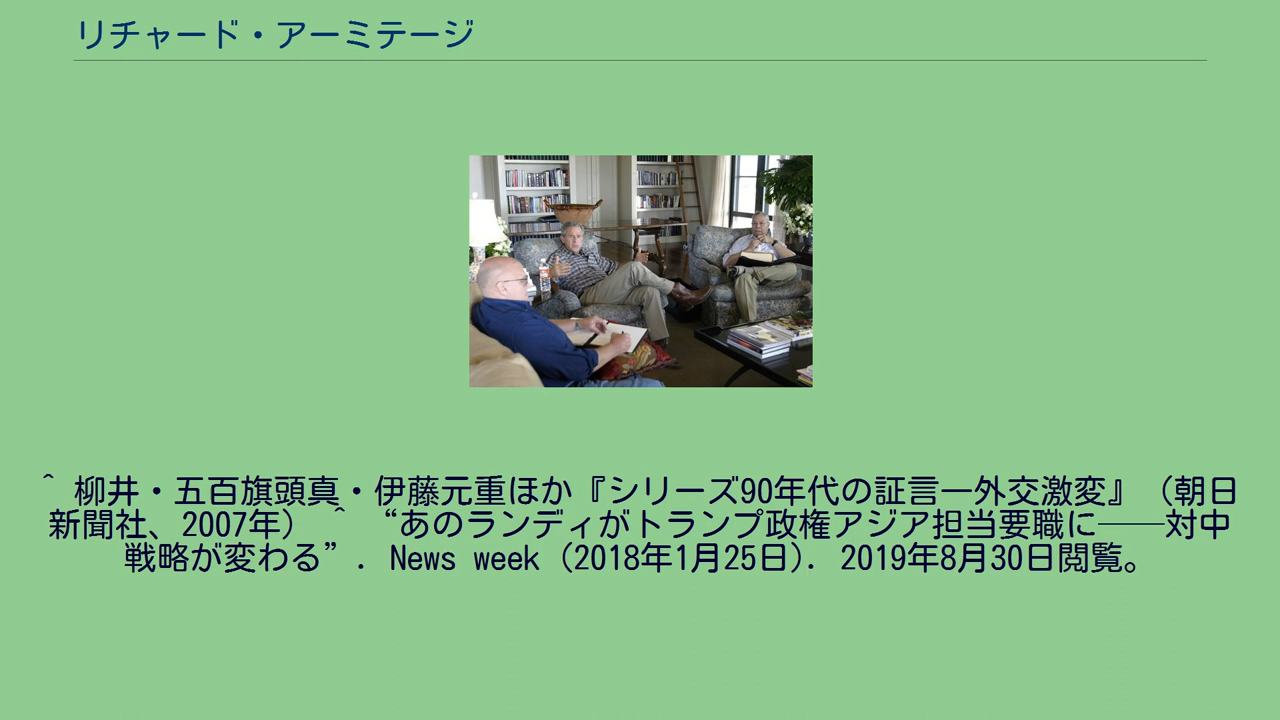 リチャード・アーミテージ
^ 柳井・五百旗頭真・伊藤元重ほか『シリーズ90年代の証言―外交激変』（朝日
新聞社、2007年） ^ “あのランディがトランプ政権アジア担当要職に──対中
戦略が変わる”. News week (2018年1月25日). 2019年8月30日閲覧。